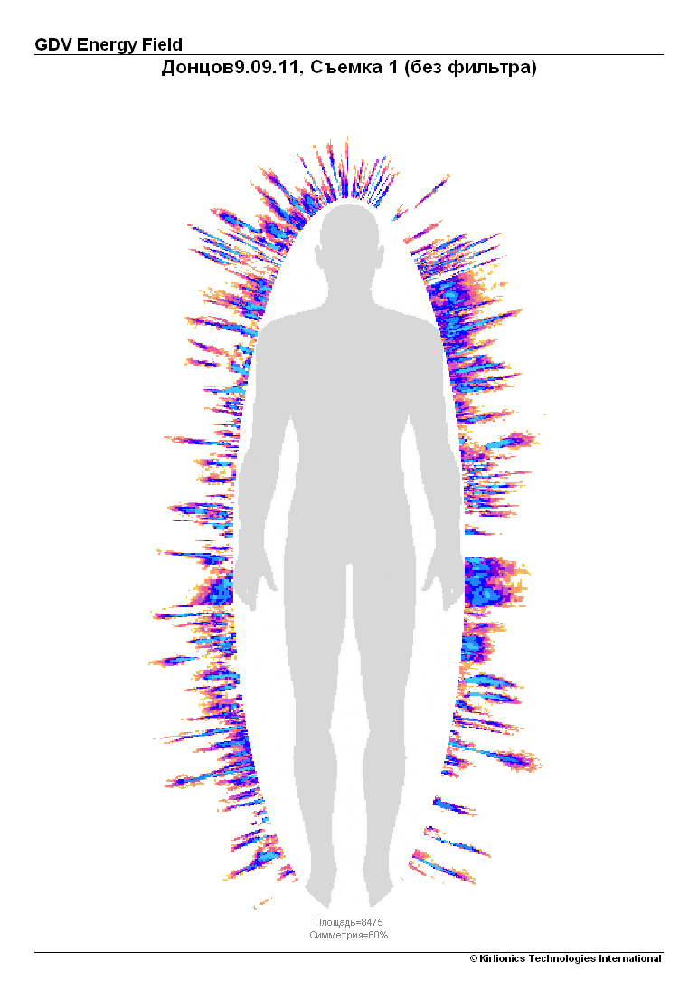 GDV Energy Field
Донцов9.09.11, Съемка 1 (без фильтра)
Площадь=8475
Симметрия=60%
© Kirlionics Technologies International